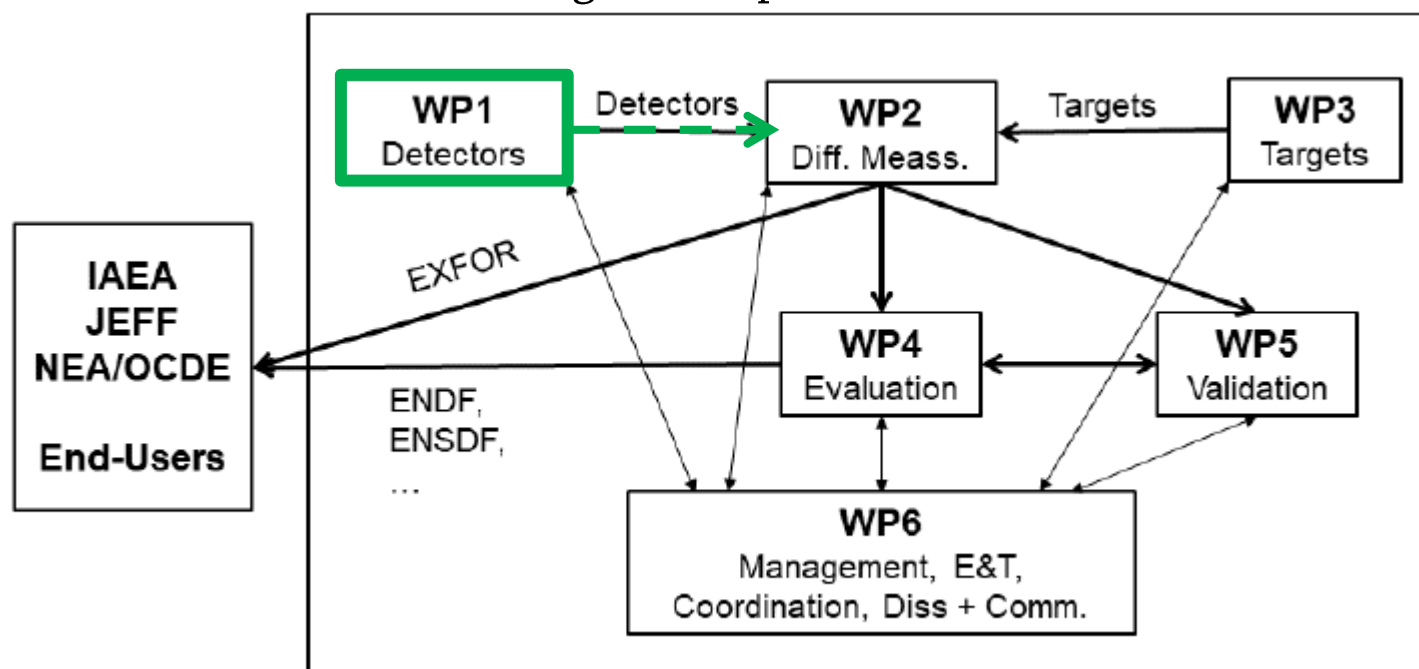 WP1
Detectors
Detectors
WP2
Diff. Meass.
Targets
WP3
Targets
IAEA
JEFF
NEA/OCDE
End-Users
EXFOR
ENDF,
ENSDF,
...
WP4
Evaluation
WP5
Validation
WP6
Management, E&T,
Coordination, Diss + Comm.